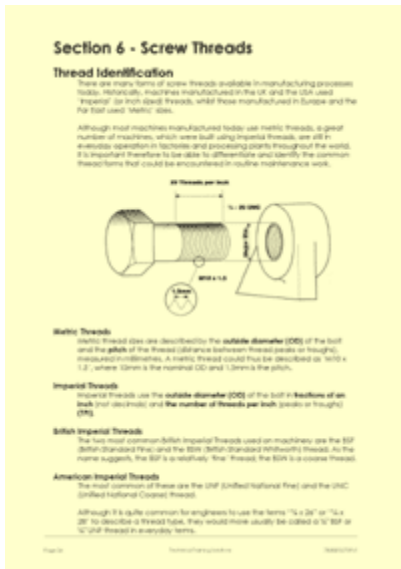 Section 6 - Screw Threads
Thread Identification
There are many forms of screw threads available in manufacturing processes
today. Historically, machines manufactured in the UK and the USA used
'Imperial' (or inch sized) threads, whilst those manufactured in Europe and the
Far East used 'Metric' sizes.
Although most machines manufactured today use metric threads, a great
number of machines, which were built using imperial threads, are still in
everyday operation in factories and processing plants throughout the world.
It is important therefore to be able to differentiate and identify the common
thread forms that could be encountered in routine maintenance work.
20 Threads per inch
¼ - 20 UNC
Major Dia
M10 x 1.5
1.5mm
Metric Threads
Metric thread sizes are described by the outside diameter (OD) of the bolt
and the pitch of the thread (distance between thread peaks or troughs),
measured in millimetres. A metric thread could thus be described as 'M10 x
1.5', where 10mm is the nominal OD and 1.5mm is the pitch.
Imperial Threads
Imperial threads use the outside diameter (OD) of the bolt in fractions of an
inch (not decimals) and the number of threads per inch (peaks or troughs)
(TPI).
British Imperial Threads
The two most common British Imperial Threads used on machinery are the BSF
(British Standard Fine) and the BSW (British Standard Whitworth) thread. As the
name suggests, the BSF is a relatively 'fine' thread; the BSW is a coarse thread.
American Imperial Threads
The most common of these are the UNF (Unified National Fine) and the UNC
(Unified National Coarse) thread.
Although it is quite common for engineers to use the terms "¼ x 26" or "¼ x
28" to describe a thread type, they would more usually be called a ¼" BSF or
¼" UNF thread in everyday terms.